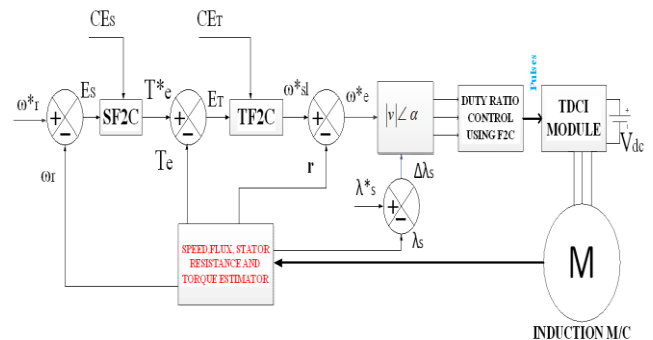 CEs
CET
ω*r
Es
SF2C
T*e
ET
TF2C
ω*sl
ω*e
|v|∠α
DUTY RATIO
CONTROL
USING F2C
Pulses
TDCI
MODULE
Vdc
ωr
Te
r
λ*s
Δλs
λs
SPEED,FLUX, STATOR
RESISTANCE AND
TORQUE ESTIMATOR
M
INDUCTION M/C